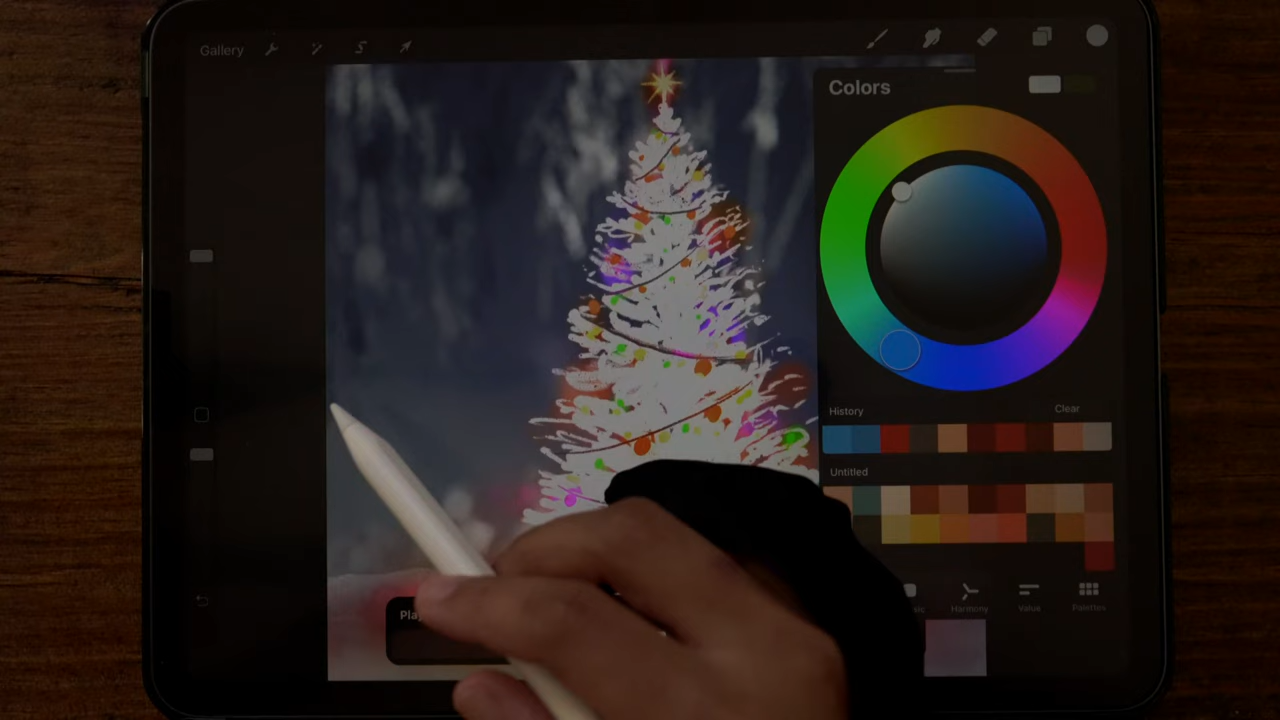 Gallery
Colors
History
Clear
Untitled
Harmony
Value
Palettes